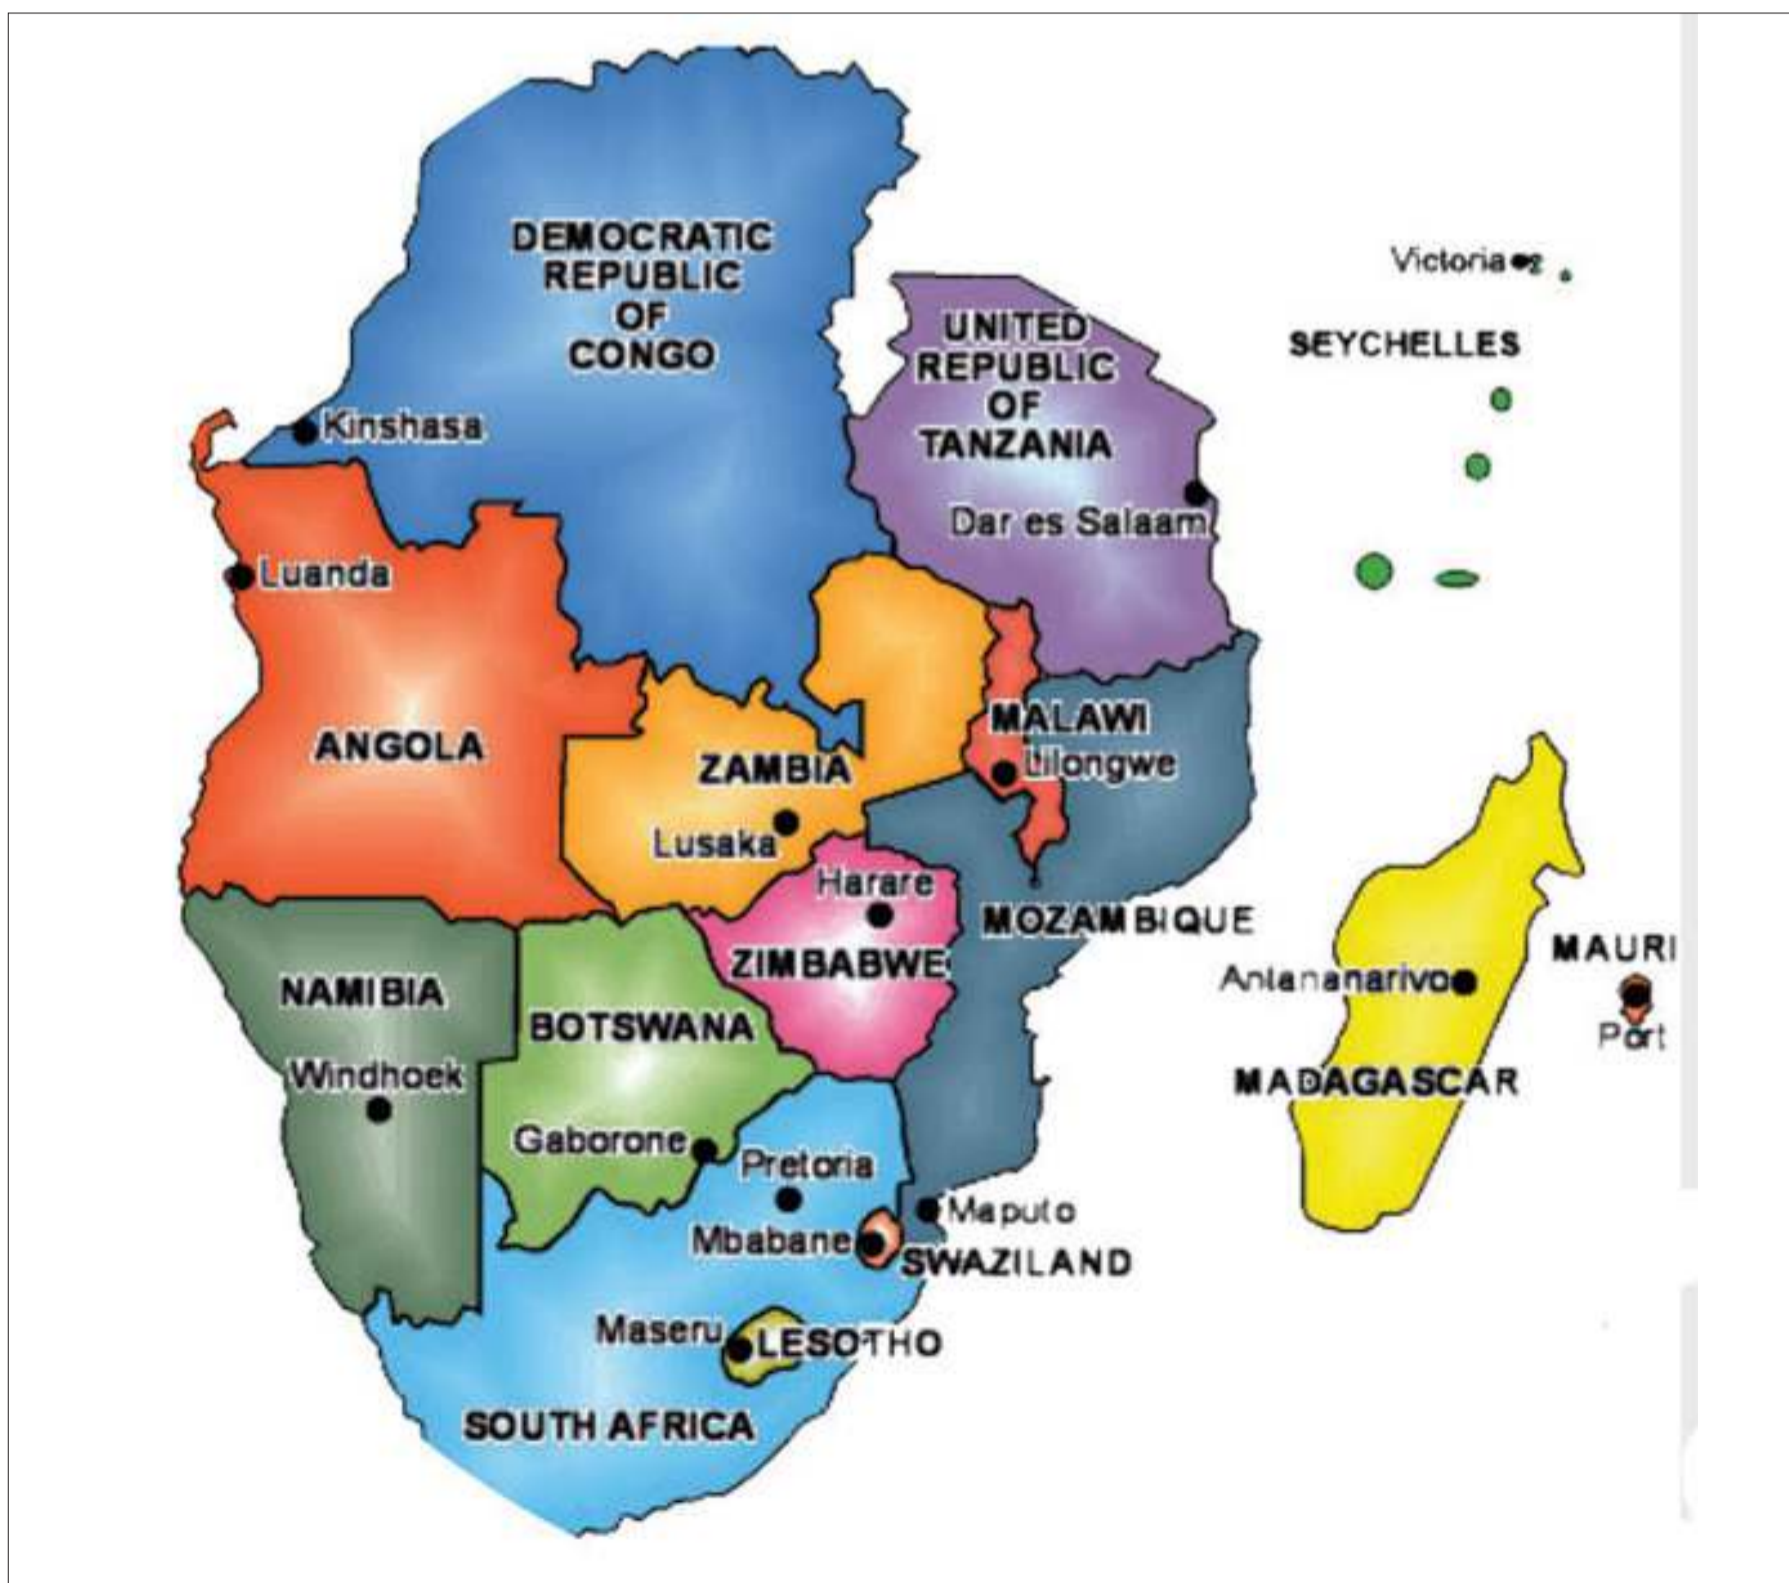 DEMOCRATIC
REPUBLIC
OF
CONGO
Victoria
UNITED
REPUBLIC
OF
TANZANIA
SEYCHELLES
Kinshasa
Dar es Salaam
Luanda
ANGOLA
MALAWI
Lilongwe
ZAMBIA
Lusaka
Harare
MOZAMBIQUE
ZIMBABWE
MAURI
Antananarivo
Port
NAMIBIA
BOTSWANA
Windhoek
MADAGASCAR
Gaborone
Pretoria
Maputo
Mbabane
SWAZILAND
Maseru
LESOTHO
SOUTH AFRICA